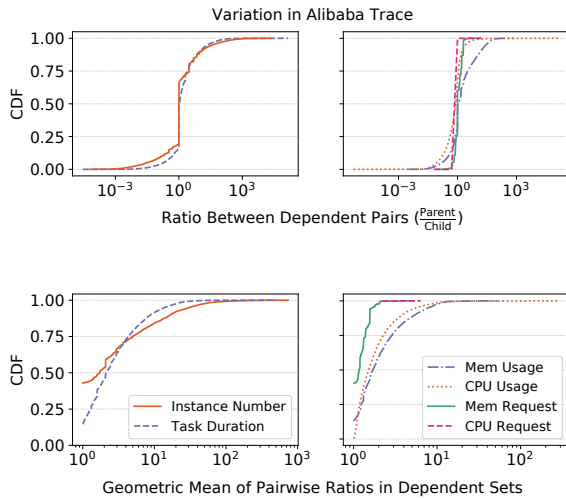 Variation in Alibaba Trace
1.00
0.75
0.50
0.25
0.00
CDF
10⁻³ 10⁰ 10³
10⁻³ 10⁰ 10³
Ratio Between Dependent Pairs (Parent/Child)
1.00
0.75
0.50
0.25
0.00
CDF
Instance Number
Task Duration
Mem Usage
CPU Usage
Mem Request
CPU Request
10⁰ 10¹ 10² 10³
10⁰ 10¹ 10²
Geometric Mean of Pairwise Ratios in Dependent Sets